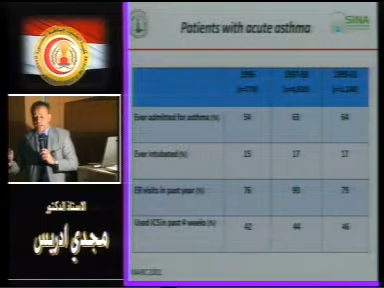 Patients with acute asthma
SINA
1996 1997-98 1999-01
Ever admitted for asthma (%) 54 63 64
Ever intubated (%) 15 17 17
ER visits in past year (%) 76 90 79
Used ICS in past 4 weeks (%) 42 44 46
الاستاذ الدكتور
مجدي ادريس